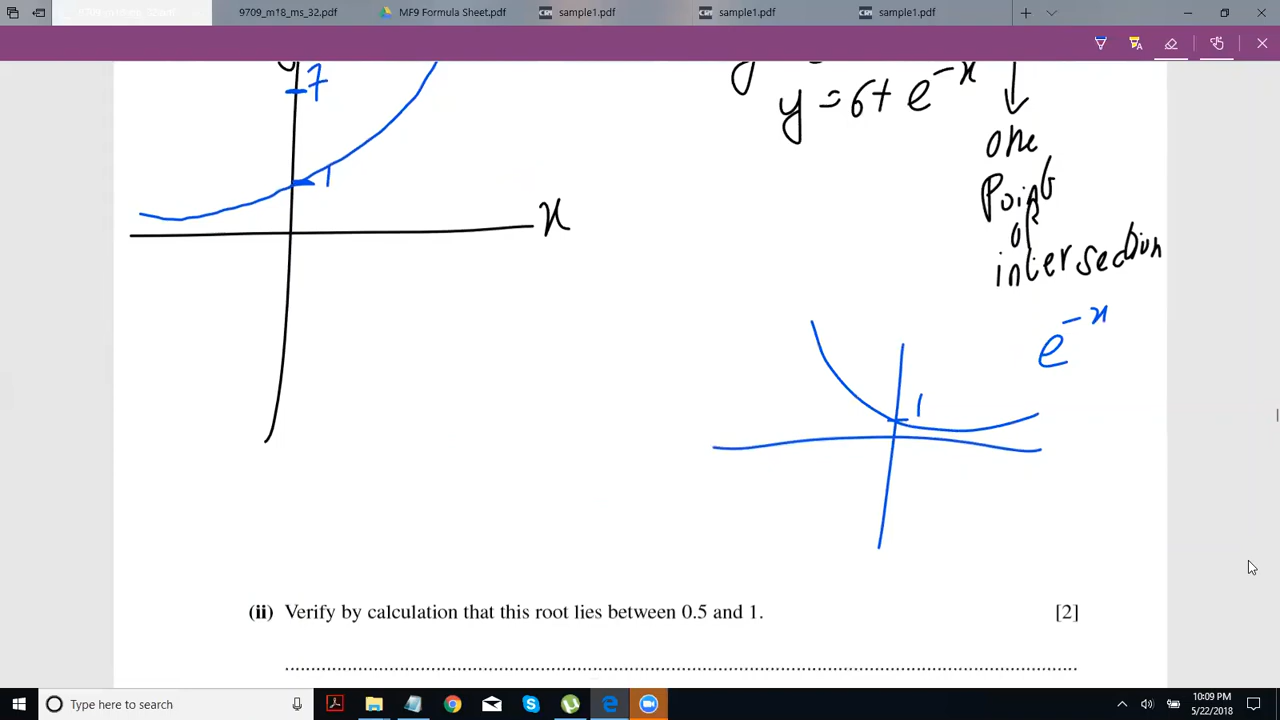 9709_m18_ms_32.pdf
MF9 Formula Sheet.pdf
sample1.pdf
sample1.pdf
sample1.pdf
7
1
x
y = 6 + e^{-x}
one
Point
of
intersection
e^{-x}
1
(ii) Verify by calculation that this root lies between 0.5 and 1. [2]
Type here to search
10:09 PM
5/22/2018